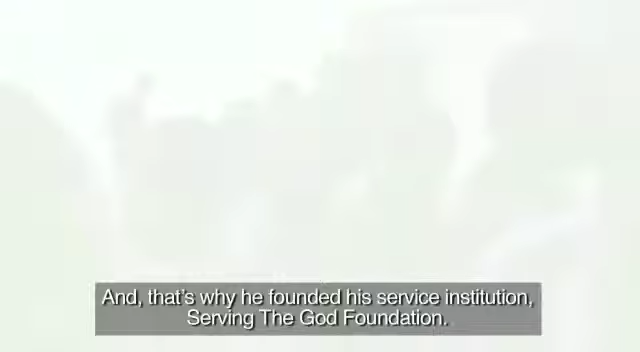 And, that's why he founded his service institution,
Serving The God Foundation.